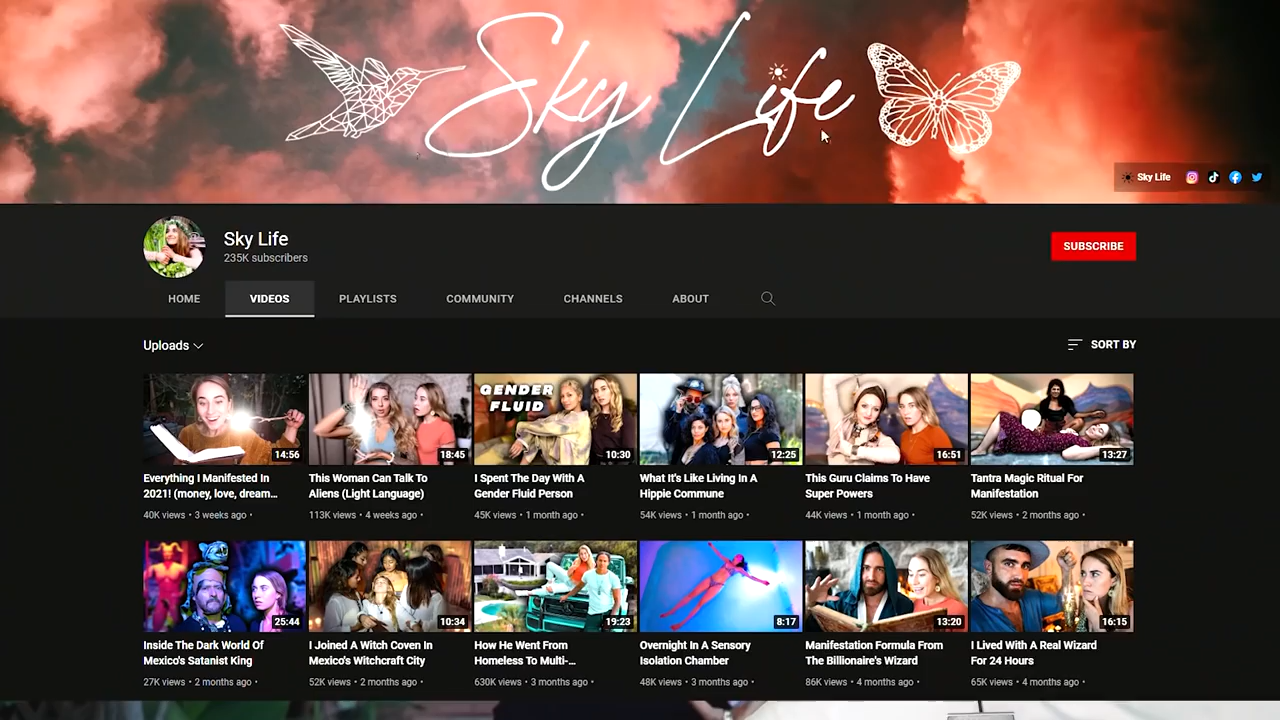 Sky Life
Sky Life
Sky Life
235K subscribers
SUBSCRIBE
HOME
VIDEOS
PLAYLISTS
COMMUNITY
CHANNELS
ABOUT
Uploads
SORT BY
14:56
18:45
GENDER
FLUID
10:30
12:25
16:51
13:27
Everything I Manifested In
2021! (money, love, dream...
40K views • 3 weeks ago •
This Woman Can Talk To
Aliens (Light Language)
113K views • 4 weeks ago •
I Spent The Day With A
Gender Fluid Person
45K views • 1 month ago •
What It's Like Living In A
Hippie Commune
54K views • 1 month ago •
This Guru Claims To Have
Super Powers
44K views • 1 month ago •
Tantra Magic Ritual For
Manifestation
52K views • 2 months ago •
25:44
10:34
19:23
8:17
13:20
16:15
Inside The Dark World Of
Mexico's Satanist King
27K views • 2 months ago •
I Joined A Witch Coven In
Mexico's Witchcraft City
52K views • 2 months ago •
How He Went From
Homeless To Multi-...
630K views • 3 months ago •
Overnight In A Sensory
Isolation Chamber
48K views • 3 months ago •
Manifestation Formula From
The Billionaire's Wizard
86K views • 4 months ago •
I Lived With A Real Wizard
For 24 Hours
65K views • 4 months ago •